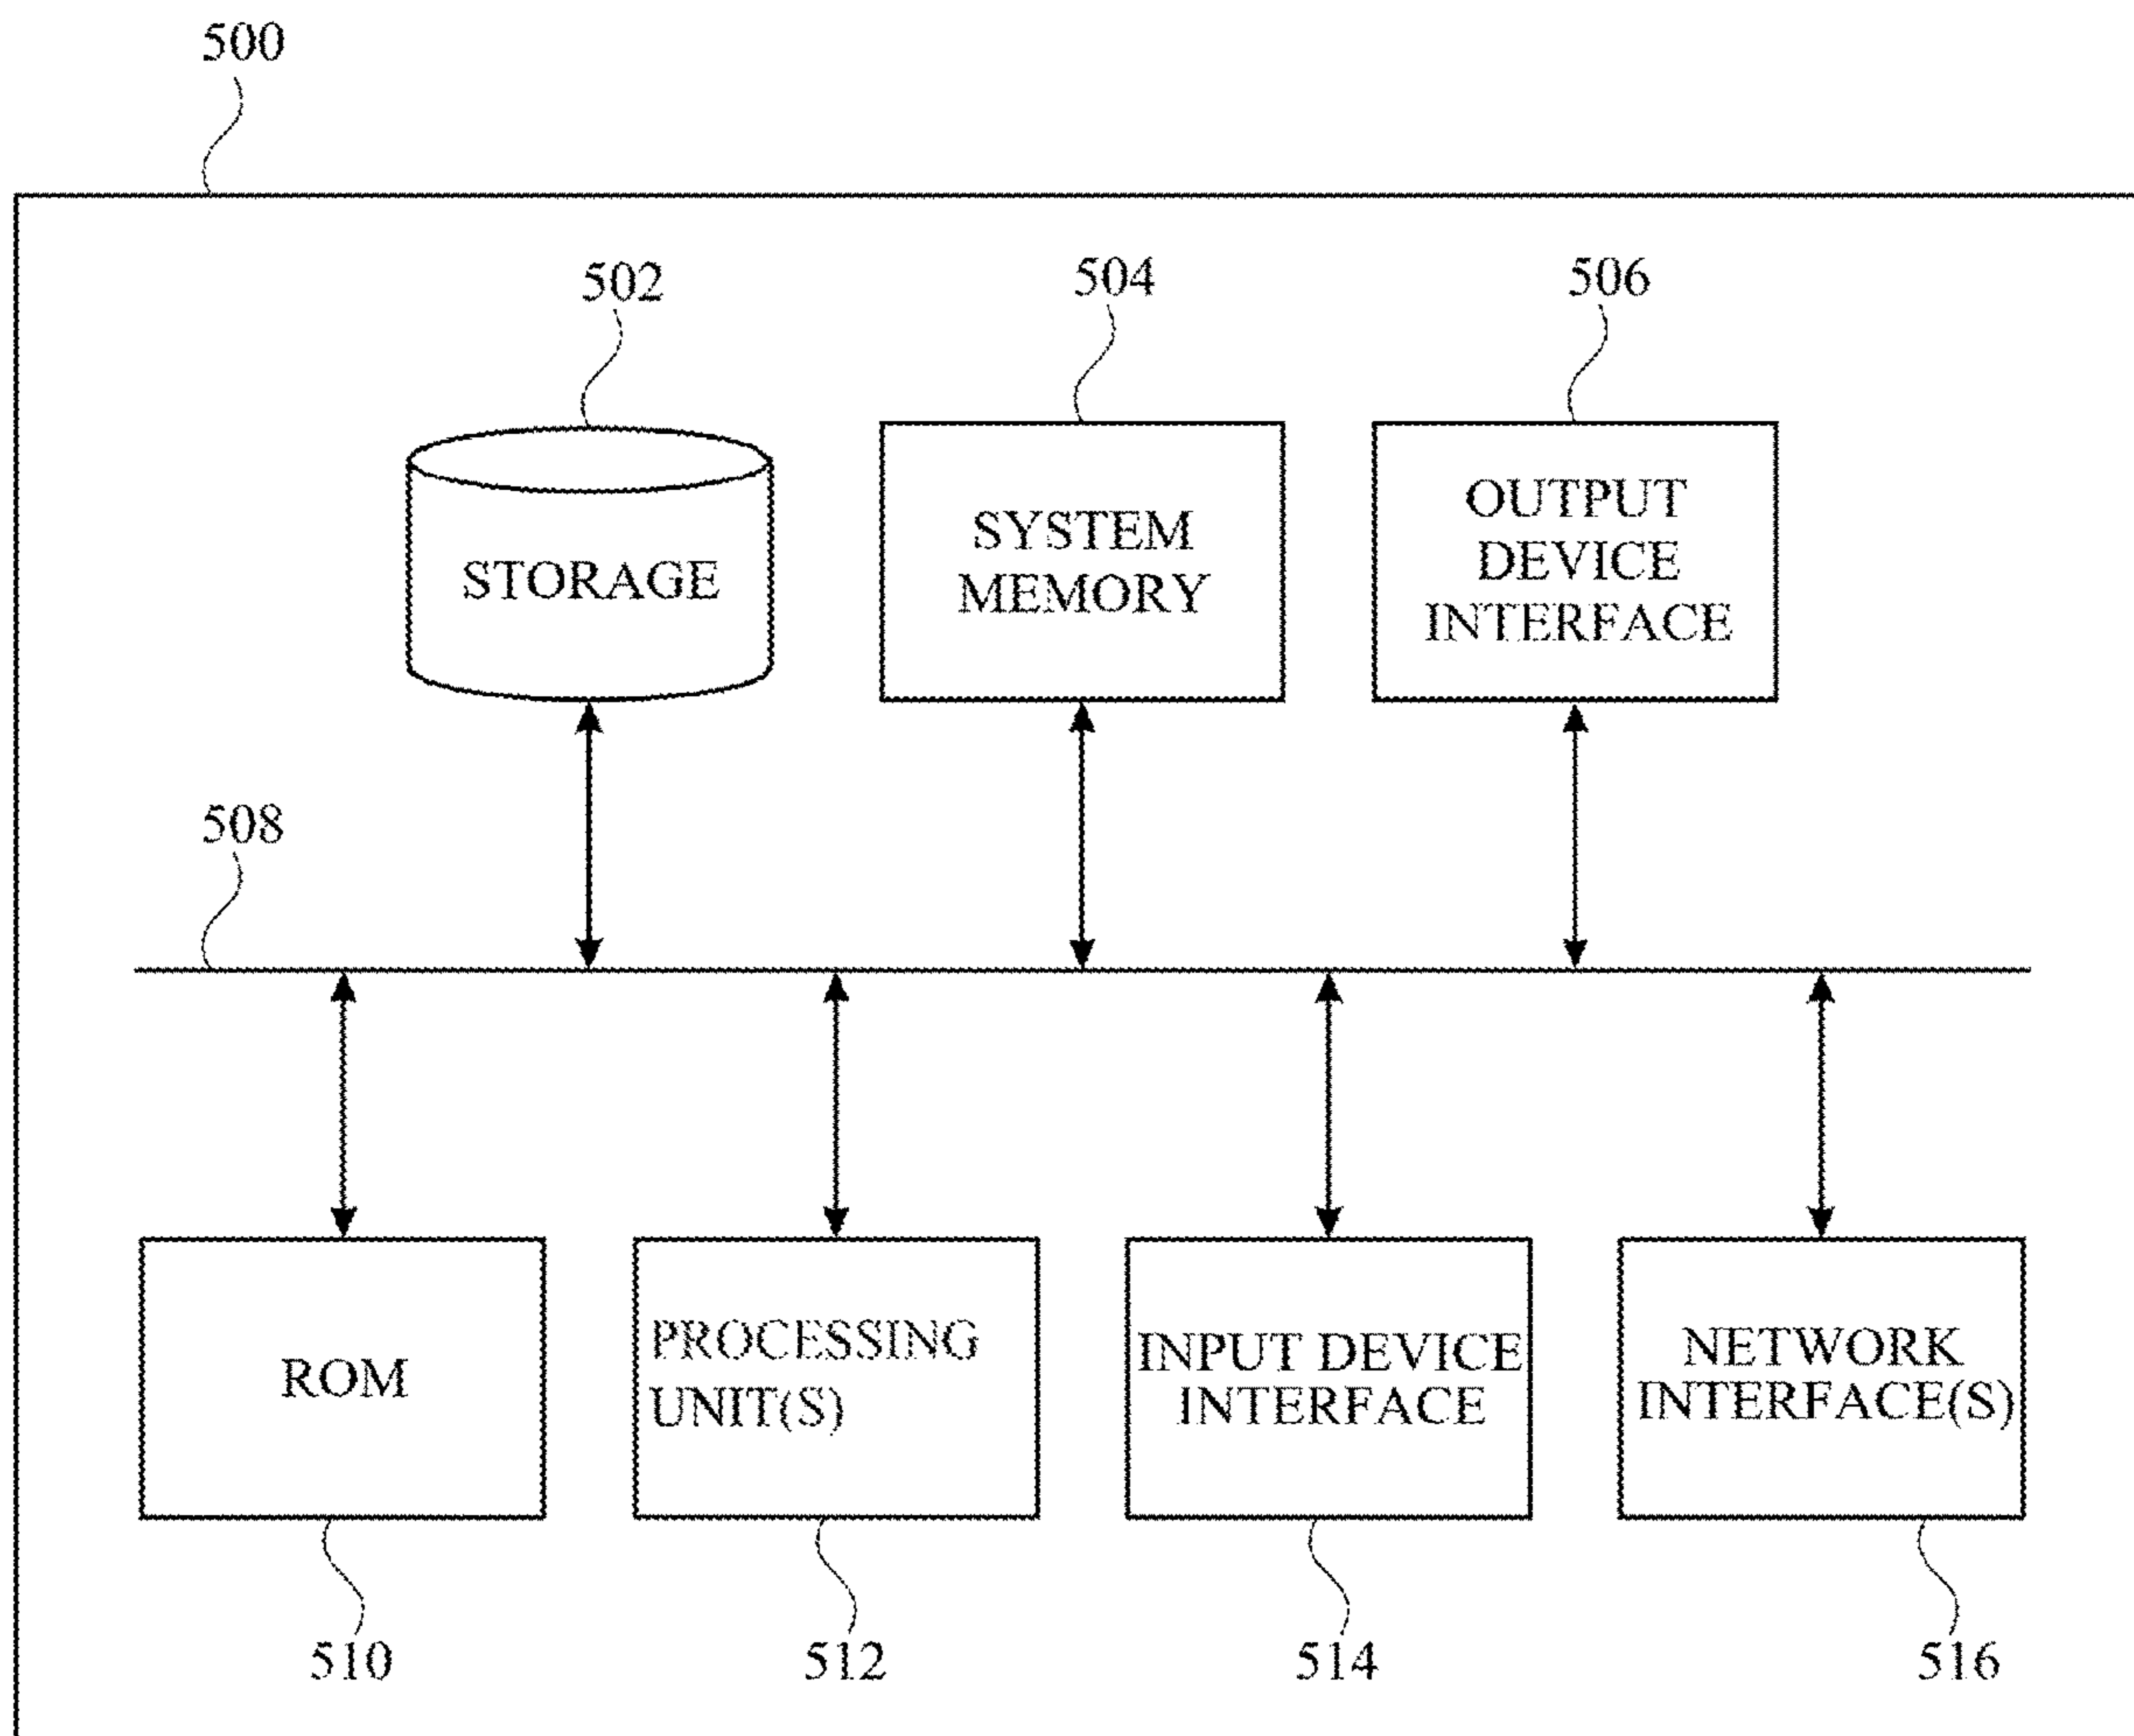 500
502
504
506
STORAGE
SYSTEM
MEMORY
OUTPUT
DEVICE
INTERFACE
508
ROM
PROCESSING
UNIT(S)
INPUT DEVICE
INTERFACE
NETWORK
INTERFACE(S)
510
512
514
516